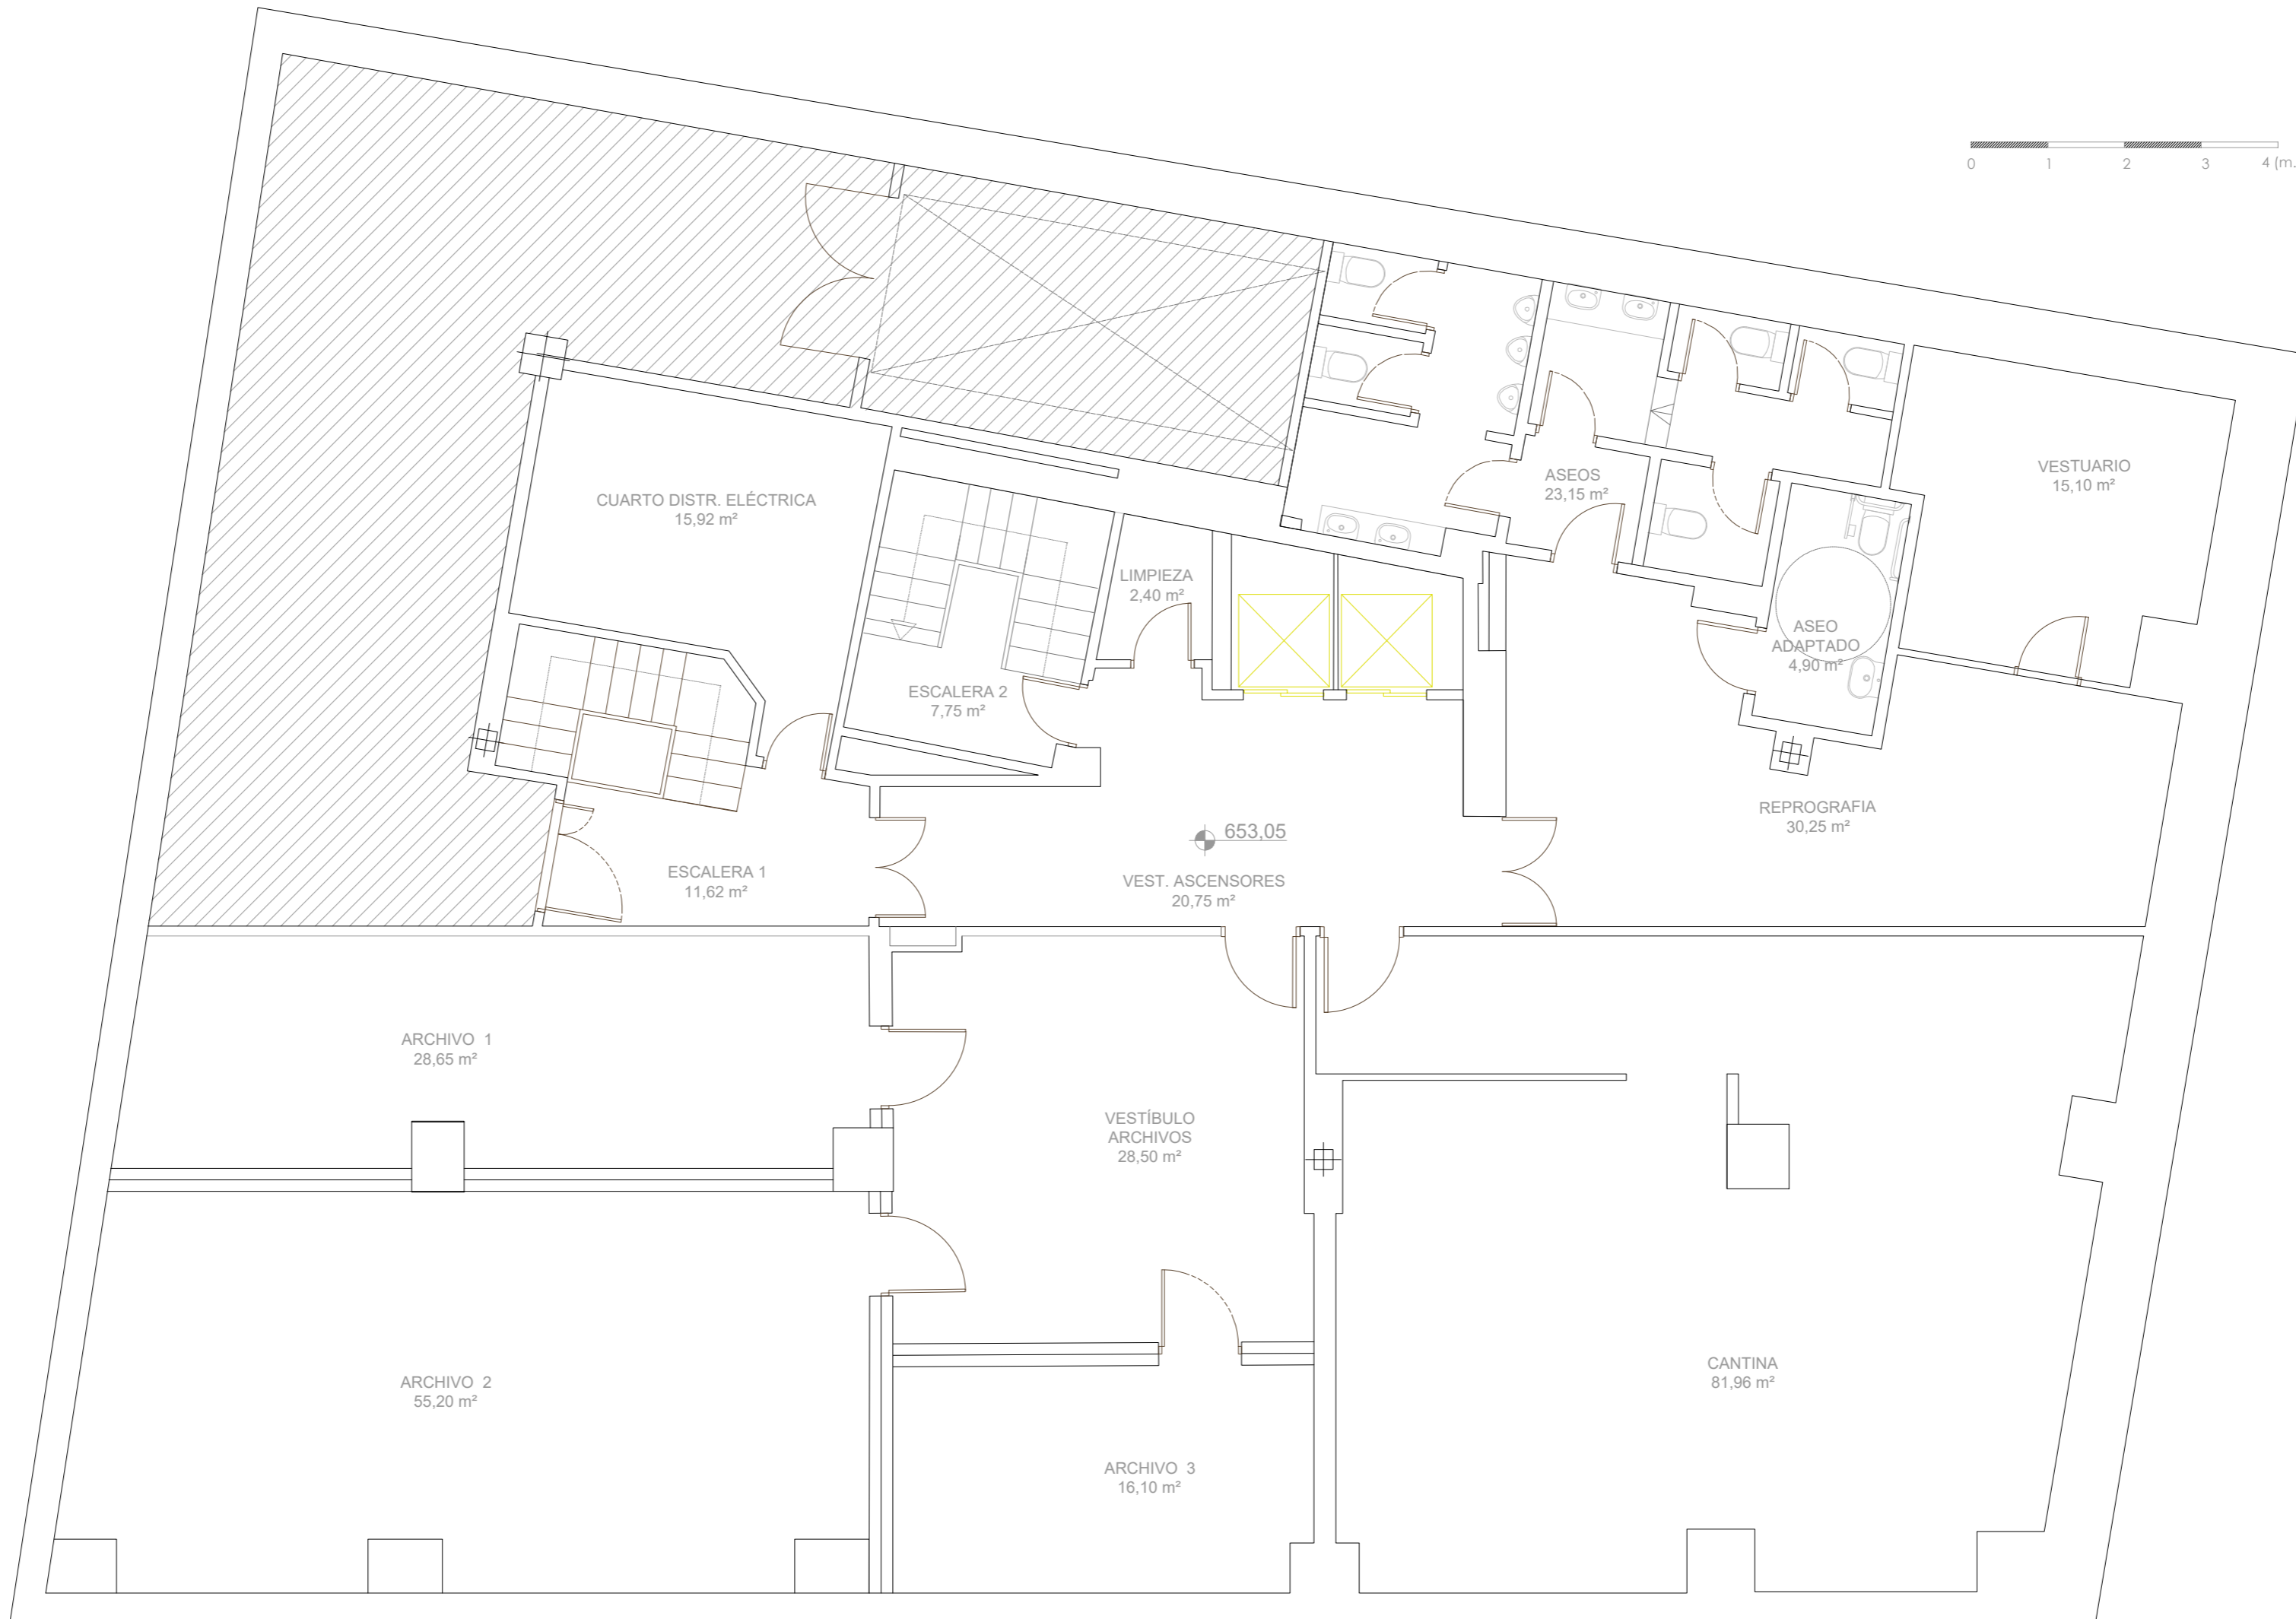 0 1 2 3 4 (m.
CUARTO DISTR. ELÉCTRICA
15,92 m²
ASEOS
23,15 m²
VESTUARIO
15,10 m²
LIMPIEZA
2,40 m²
ASEO
ADAPTADO
4,90 m²
ESCALERA 2
7,75 m²
REPROGRAFIA
30,25 m²
653,05
ESCALERA 1
11,62 m²
VEST. ASCENSORES
20,75 m²
ARCHIVO 1
28,65 m²
VESTÍBULO
ARCHIVOS
28,50 m²
ARCHIVO 2
55,20 m²
CANTINA
81,96 m²
ARCHIVO 3
16,10 m²